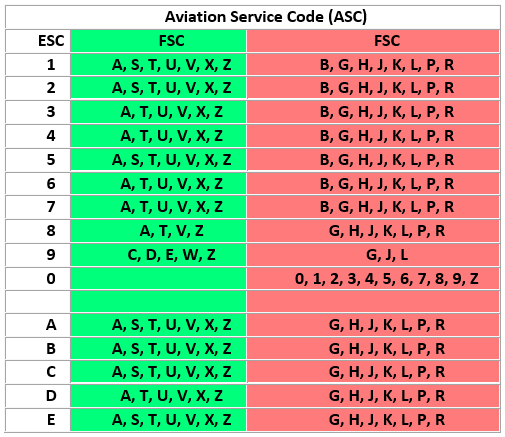 Aviation Service Code (ASC)
ESC FSC FSC
1 A, S, T, U, V, X, Z B, G, H, J, K, L, P, R
2 A, S, T, U, V, X, Z B, G, H, J, K, L, P, R
3 A, T, U, V, X, Z B, G, H, J, K, L, P, R
4 A, T, U, V, X, Z B, G, H, J, K, L, P, R
5 A, S, T, U, V, X, Z B, G, H, J, K, L, P, R
6 A, T, U, V, X, Z B, G, H, J, K, L, P, R
7 A, T, U, V, X, Z B, G, H, J, K, L, P, R
8 A, T, V, Z G, H, J, K, L, P, R
9 C, D, E, W, Z G, J, L
0 0, 1, 2, 3, 4, 5, 6, 7, 8, 9, Z
A A, S, T, U, V, X, Z G, H, J, K, L, P, R
B A, S, T, U, V, X, Z G, H, J, K, L, P, R
C A, S, T, U, V, X, Z G, H, J, K, L, P, R
D A, T, U, V, X, Z G, H, J, K, L, P, R
E A, S, T, U, V, X, Z G, H, J, K, L, P, R